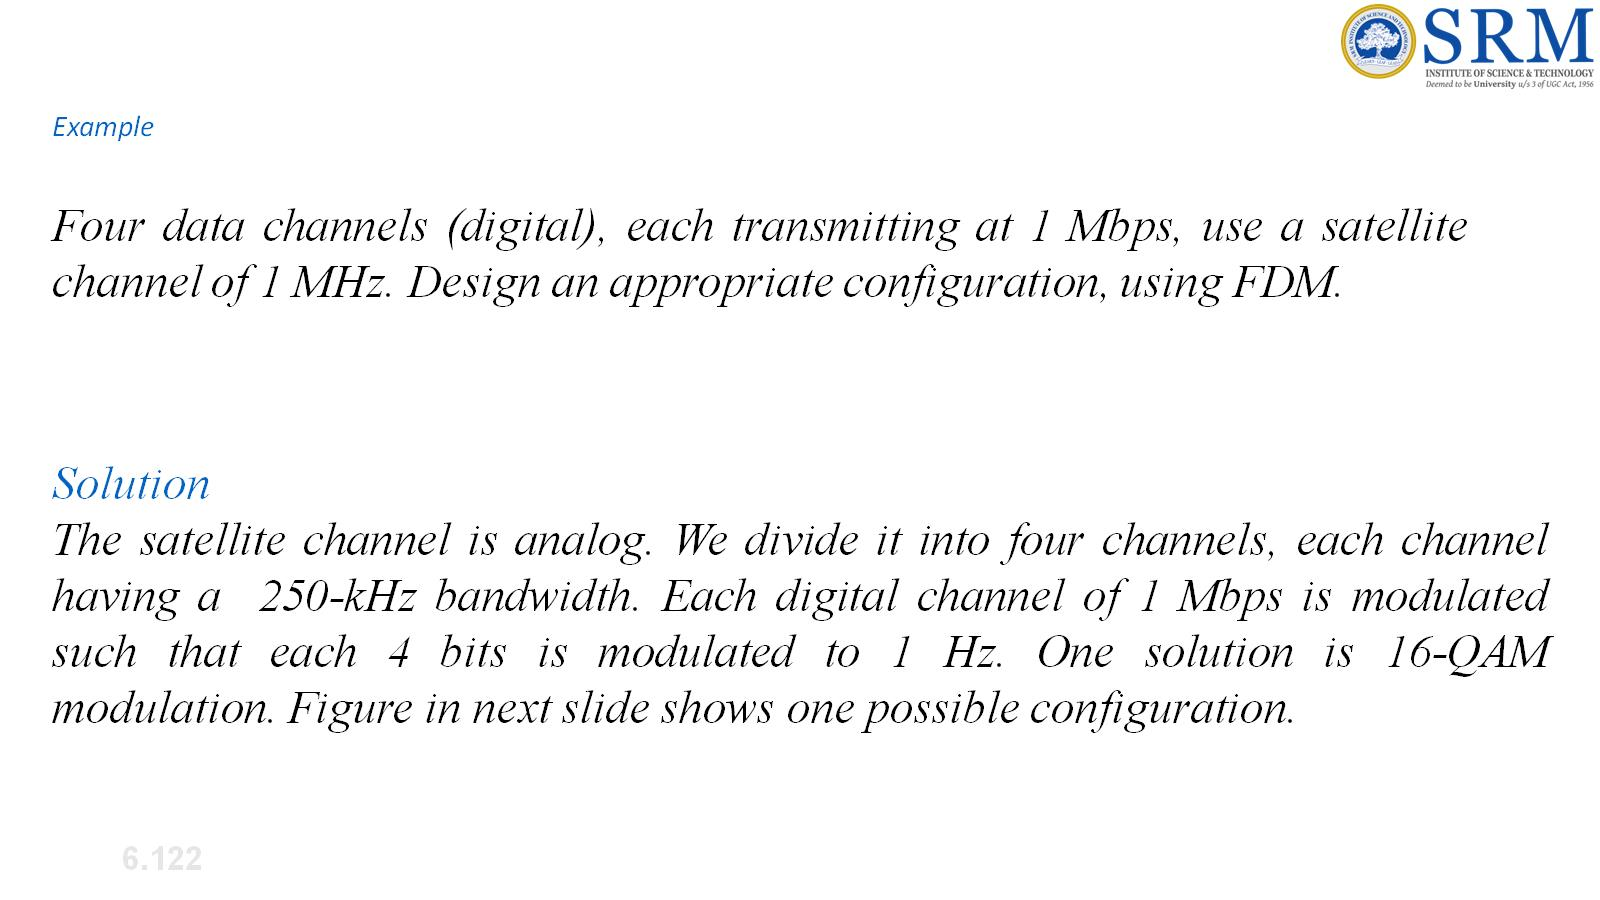 SRM
INSTITUTE OF SCIENCE & TECHNOLOGY
Deemed to be University u/s 3 of UGC Act, 1956
Example
Four data channels (digital), each transmitting at 1 Mbps, use a satellite
channel of 1 MHz. Design an appropriate configuration, using FDM.
Solution
The satellite channel is analog. We divide it into four channels, each channel
having a 250-kHz bandwidth. Each digital channel of 1 Mbps is modulated
such that each 4 bits is modulated to 1 Hz. One solution is 16-QAM
modulation. Figure in next slide shows one possible configuration.
6.122